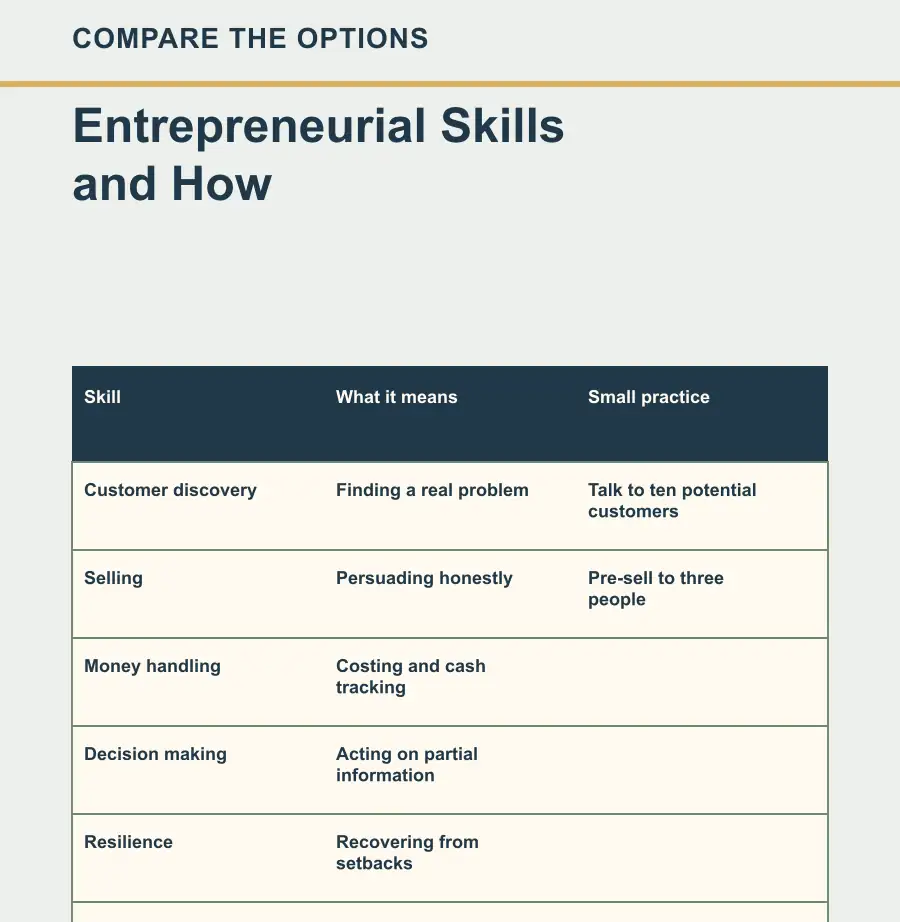 COMPARE THE OPTIONS
Entrepreneurial Skills
and How
Skill
What it means
Small practice
Customer discovery
Finding a real problem
Talk to ten potential
customers
Selling
Persuading honestly
Pre-sell to three
people
Money handling
Costing and cash
tracking
Decision making
Acting on partial
information
Resilience
Recovering from
setbacks